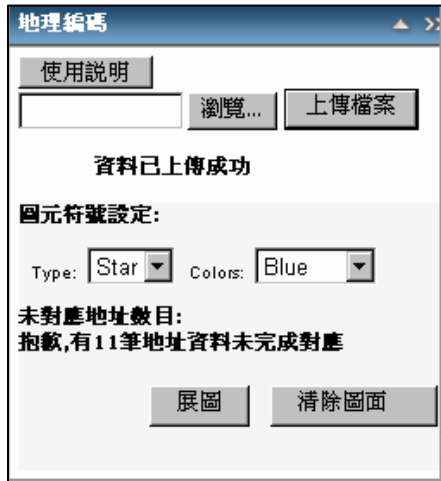 地理編碼
使用說明
瀏覽... 上傳檔案
資料已上傳成功
圖元符號設定:
Type: Star Colors: Blue
未對應地址數目:
抱歉,有11筆地址資料未完成對應
展圖 清除圖面